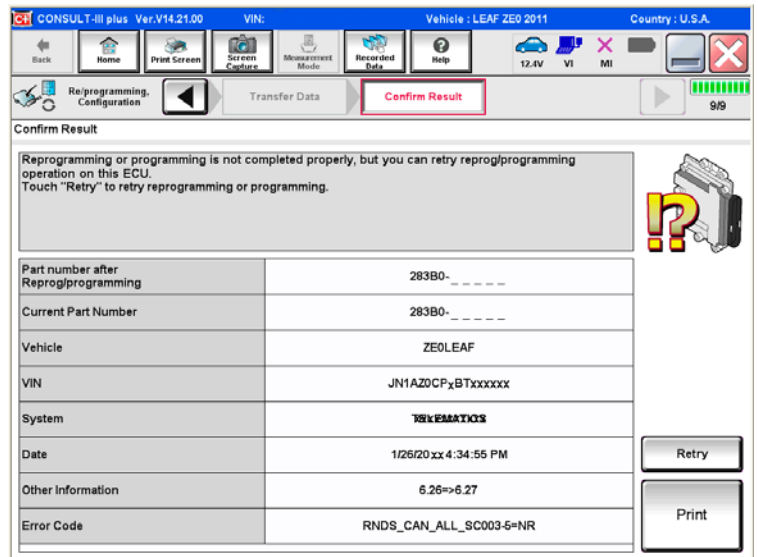 C+ CONSULT-III plus Ver.V14.21.00 VIN: Vehicle : LEAF ZE0 2011 Country : U.S.A.
Back Home Print Screen Screen Capture Measurement Mode Recorded Data Help 12.4V VI MI
Re/programming, Configuration Transfer Data Confirm Result 9/9
Confirm Result
Reprogramming or programming is not completed properly, but you can retry reprog/programming
operation on this ECU.
Touch "Retry" to retry reprogramming or programming.
!?
Part number after
Reprog/programming
283B0-_ _ _ _ _
Current Part Number 283B0-_ _ _ _ _
Vehicle ZE0LEAF
VIN JN1AZ0CPxBTxxxxxx
System
Date 1/26/20xx 4:34:55 PM
Retry
Other Information 6.26=>6.27
Error Code RNDS_CAN_ALL_SC003-5=NR
Print